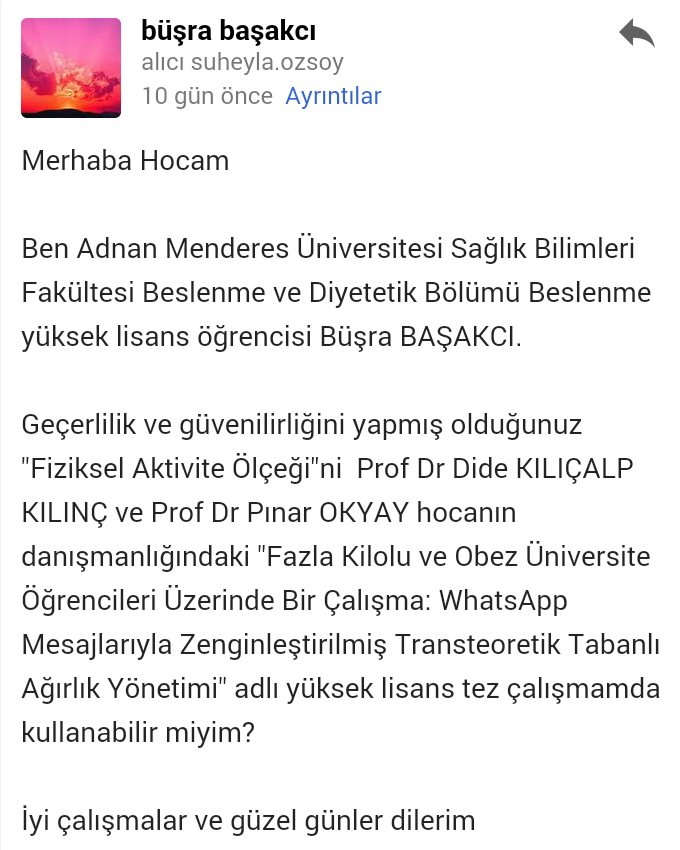 büşra başakcı
alıcı suheyla.ozsoy
10 gün önce Ayrıntılar
Merhaba Hocam
Ben Adnan Menderes Üniversitesi Sağlık Bilimleri
Fakültesi Beslenme ve Diyetetik Bölümü Beslenme
yüksek lisans öğrencisi Büşra BAŞAKCI.
Geçerlilik ve güvenilirliğini yapmış olduğunuz
"Fiziksel Aktivite Ölçeği"ni  Prof Dr Dide KILIÇALP
KILINÇ ve Prof Dr Pınar OKYAY hocanın
danışmanlığındaki "Fazla Kilolu ve Obez Üniversite
Öğrencileri Üzerinde Bir Çalışma: WhatsApp
Mesajlarıyla Zenginleştirilmiş Transteoretik Tabanlı
Ağırlık Yönetimi" adlı yüksek lisans tez çalışmamda
kullanabilir miyim?
İyi çalışmalar ve güzel günler dilerim